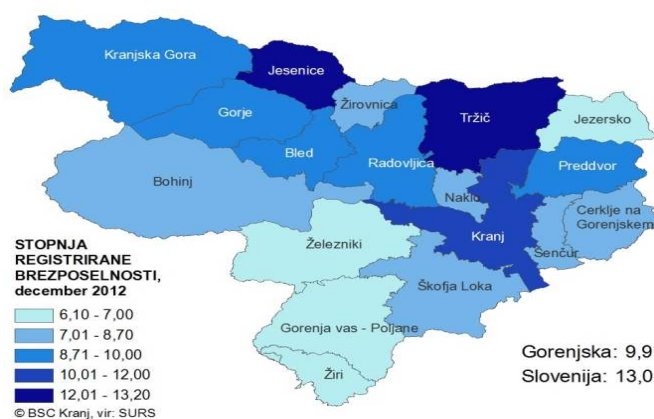 Kranjska Gora
Jesenice
Žirovnica
Tržič
Jezersko
Gorje
Bled
Radovljica
Preddvor
Bohinj
Naklo
Cerklje na
Gorenjskem
Kranj
Šenčur
Železniki
Škofja Loka
Gorenja vas - Poljane
Žiri
STOPNJA
REGISTRIRANE
BREZPOSELNOSTI,
december 2012
6,10 - 7,00
7,01 - 8,70
8,71 - 10,00
10,01 - 12,00
12,01 - 13,20
© BSC Kranj, vir: SURS
Gorenjska: 9,9
Slovenija: 13,0